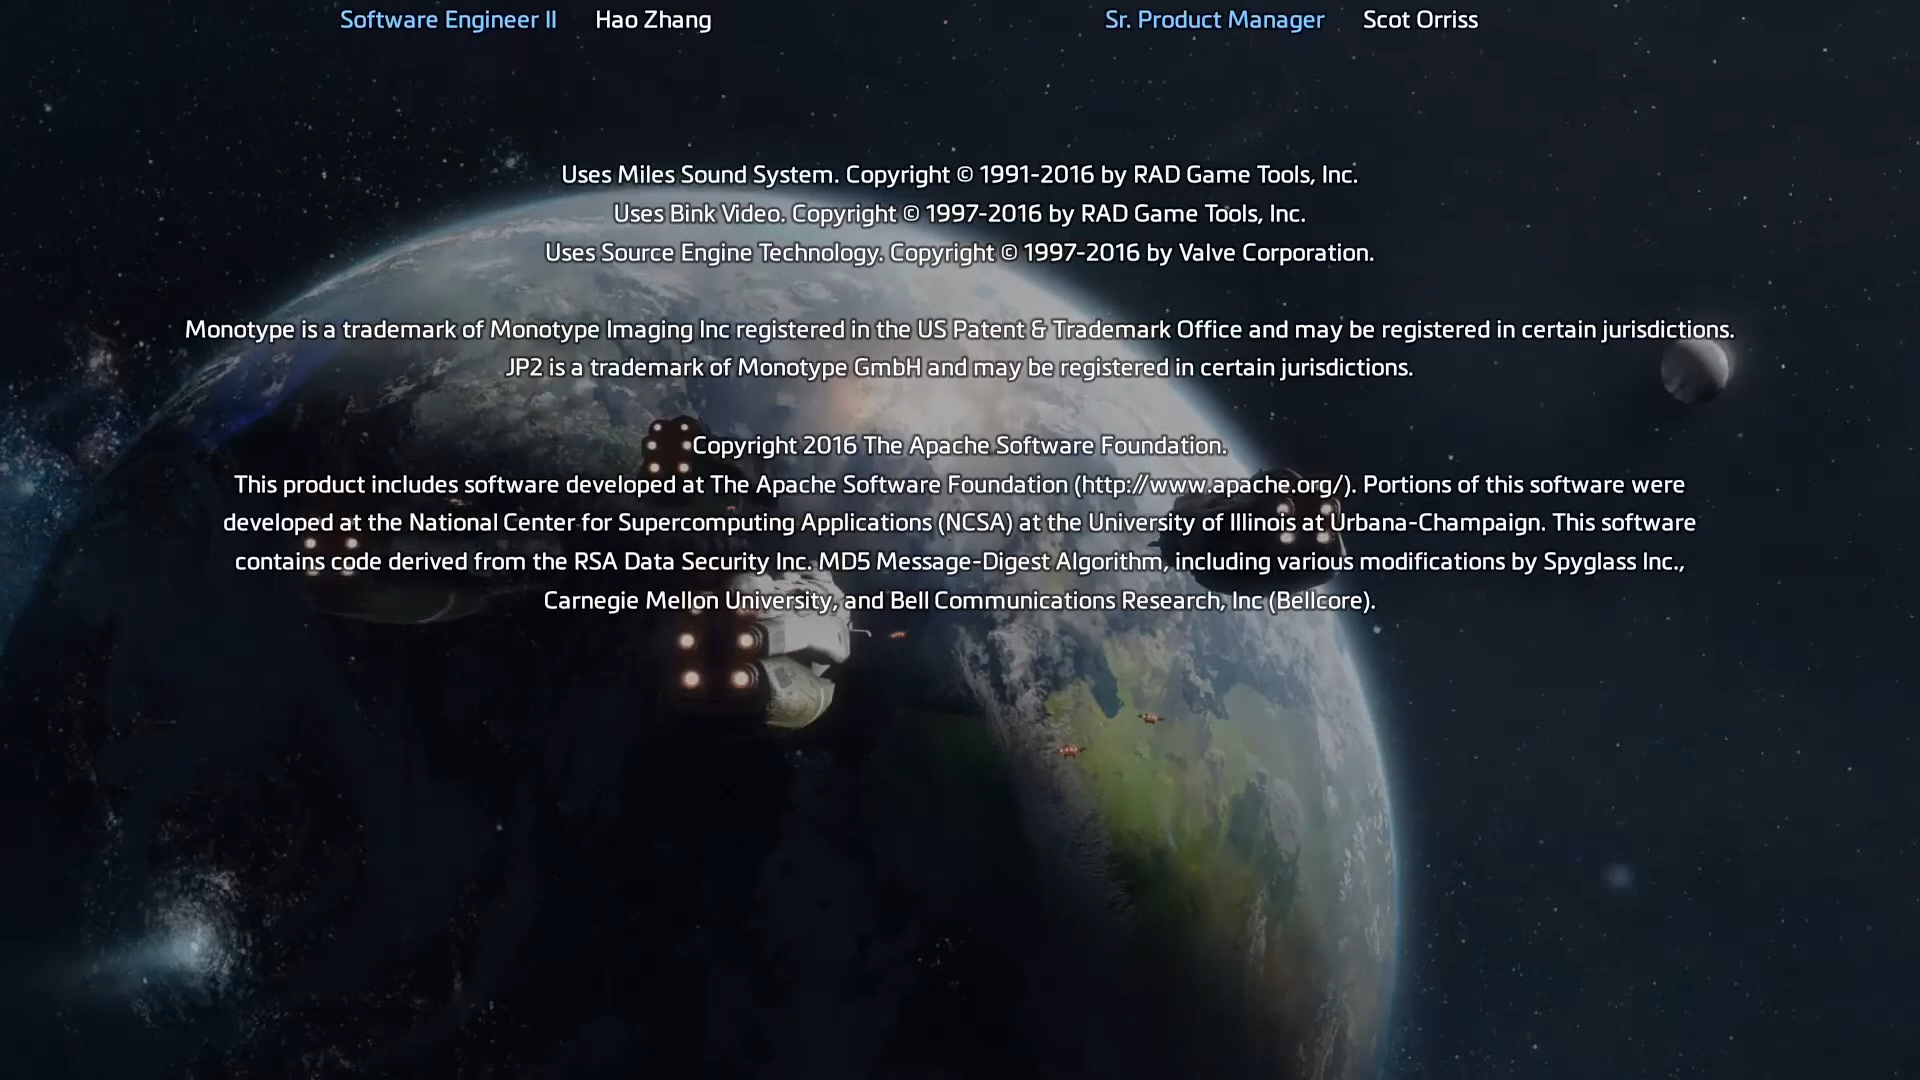 Software Engineer II Hao Zhang Sr. Product Manager Scot Orriss
Uses Miles Sound System. Copyright © 1991-2016 by RAD Game Tools, Inc.
Uses Bink Video. Copyright © 1997-2016 by RAD Game Tools, Inc.
Uses Source Engine Technology. Copyright © 1997-2016 by Valve Corporation.
Monotype is a trademark of Monotype Imaging Inc registered in the US Patent & Trademark Office and may be registered in certain jurisdictions.
JP2 is a trademark of Monotype GmbH and may be registered in certain jurisdictions.
Copyright 2016 The Apache Software Foundation.
This product includes software developed at The Apache Software Foundation (http://www.apache.org/). Portions of this software were
developed at the National Center for Supercomputing Applications (NCSA) at the University of Illinois at Urbana-Champaign. This software
contains code derived from the RSA Data Security Inc. MD5 Message-Digest Algorithm, including various modifications by Spyglass Inc.,
Carnegie Mellon University, and Bell Communications Research, Inc (Bellcore).